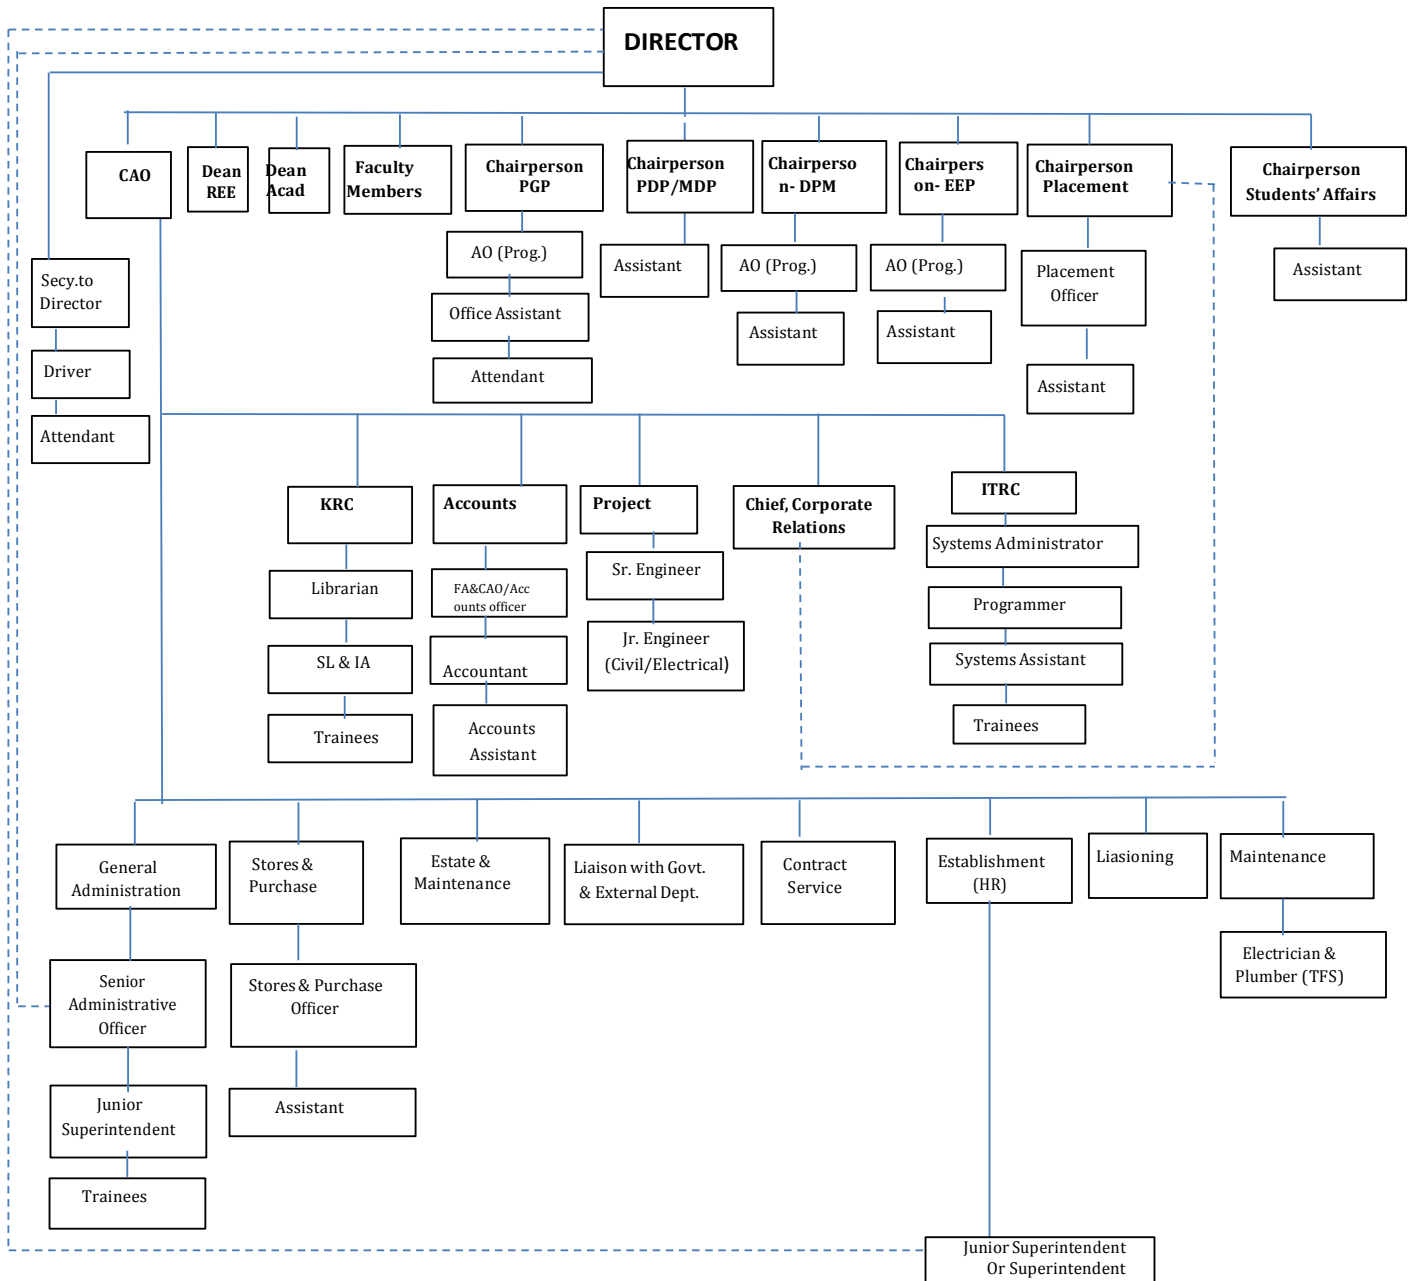 DIRECTOR
CAO
Dean
REE
Dean
Acad
Faculty
Members
Chairperson
PGP
Chairperson
PDP/MDP
Chairperso
n- DPM
Chairpers
on- EEP
Chairperson
Placement
Chairperson
Students’ Affairs
Secy.to
Director
Driver
Attendant
AO (Prog.)
Office Assistant
Attendant
Assistant
AO (Prog.)
Assistant
AO (Prog.)
Assistant
Placement
Officer
Assistant
Assistant
KRC
Librarian
SL & IA
Trainees
Accounts
FA&CAO/Acc
ounts officer
Accountant
Accounts
Assistant
Project
Sr. Engineer
Jr. Engineer
(Civil/Electrical)
Chief, Corporate
Relations
ITRC
Systems Administrator
Programmer
Systems Assistant
Trainees
General
Administration
Senior
Administrative
Officer
Junior
Superintendent
Trainees
Stores &
Purchase
Stores & Purchase
Officer
Assistant
Estate &
Maintenance
Liaison with Govt.
& External Dept.
Contract
Service
Establishment
(HR)
Junior Superintendent
Or Superintendent
Liasioning
Maintenance
Electrician &
Plumber (TFS)